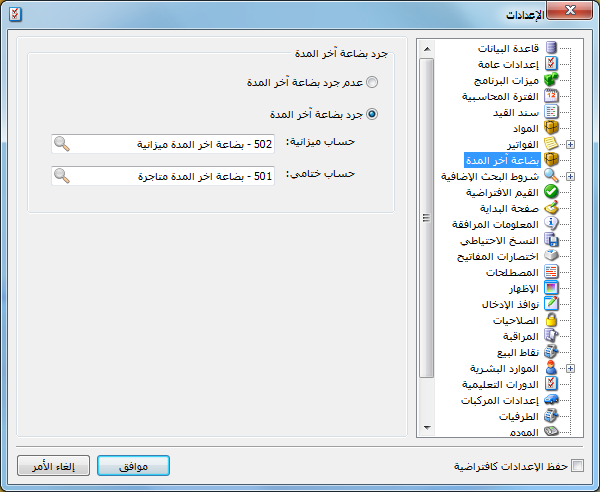 الإعدادات
قاعدة البيانات
إعدادات عامة
ميزات البرنامج
الفترة المحاسبية
سند القيد
المواد
الفواتير
بضاعة آخر المدة
شروط البحث الإضافية
القيم الافتراضية
صفحة البداية
المعلومات المرافقة
النسخ الاحتياطي
اختصارات المفاتيح
المصطلحات
الإظهار
نوافذ الإدخال
الصلاحيات
المراقبة
نقاط البيع
الموارد البشرية
الدورات التعليمية
إعدادات المركبات
الطرفيات
المودم
جرد بضاعة آخر المدة
عدم جرد بضاعة آخر المدة
جرد بضاعة آخر المدة
حساب ميزانية:
502 - بضاعة اخر المدة ميزانية
حساب ختامي:
501 - بضاعة اخر المدة متاجرة
حفظ الإعدادات كافتراضية
موافق
إلغاء الأمر